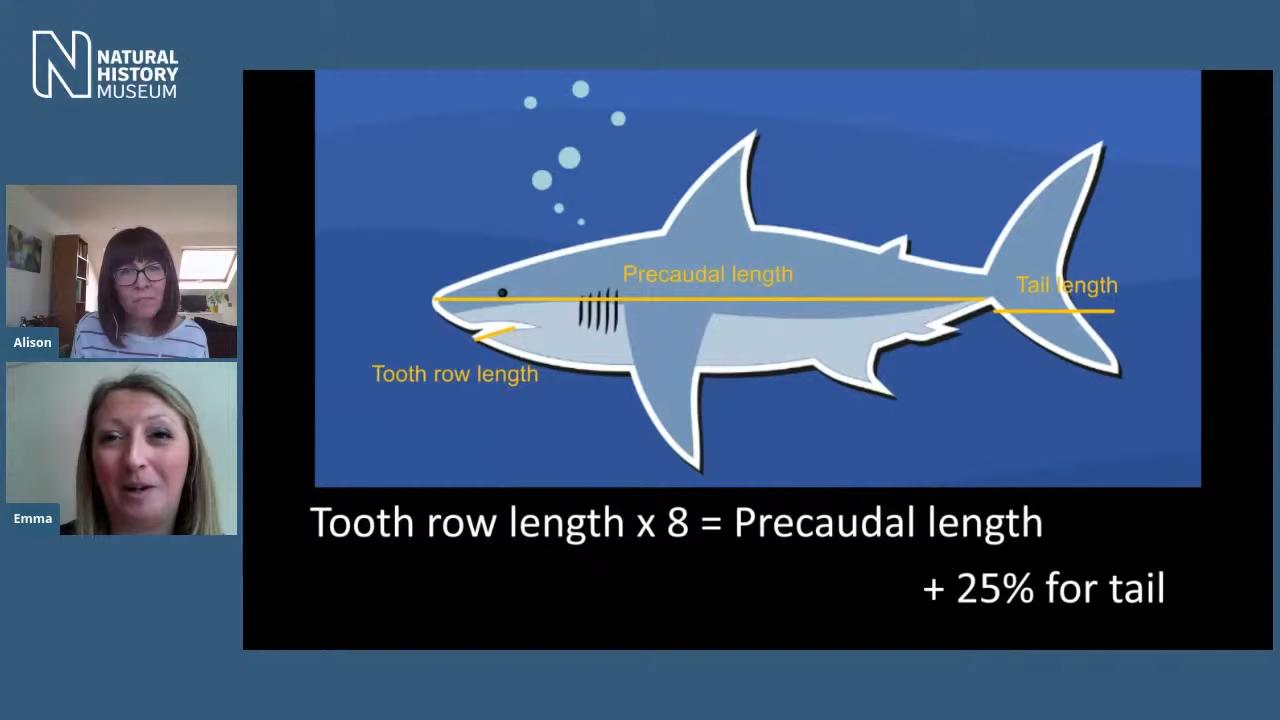 NATURAL
HISTORY
MUSEUM
Alison
Emma
Precaudal length
Tail length
Tooth row length
Tooth row length x 8 = Precaudal length
+ 25% for tail